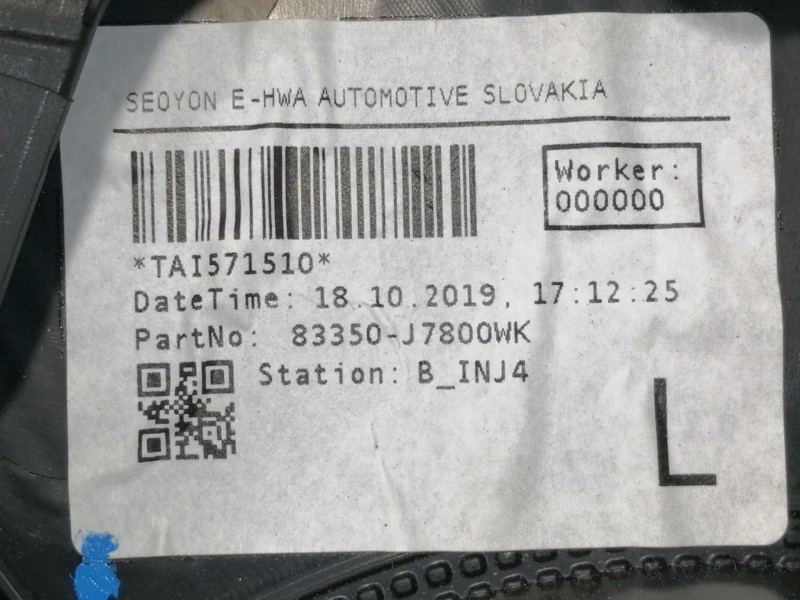 SEOYON E-HWA AUTOMOTIVE SLOVAKIA
Worker:
000000
*TAI571510*
DateTime: 18.10.2019, 17:12:25
PartNo: 83350-J7800WK
Station: B_INJ4
L